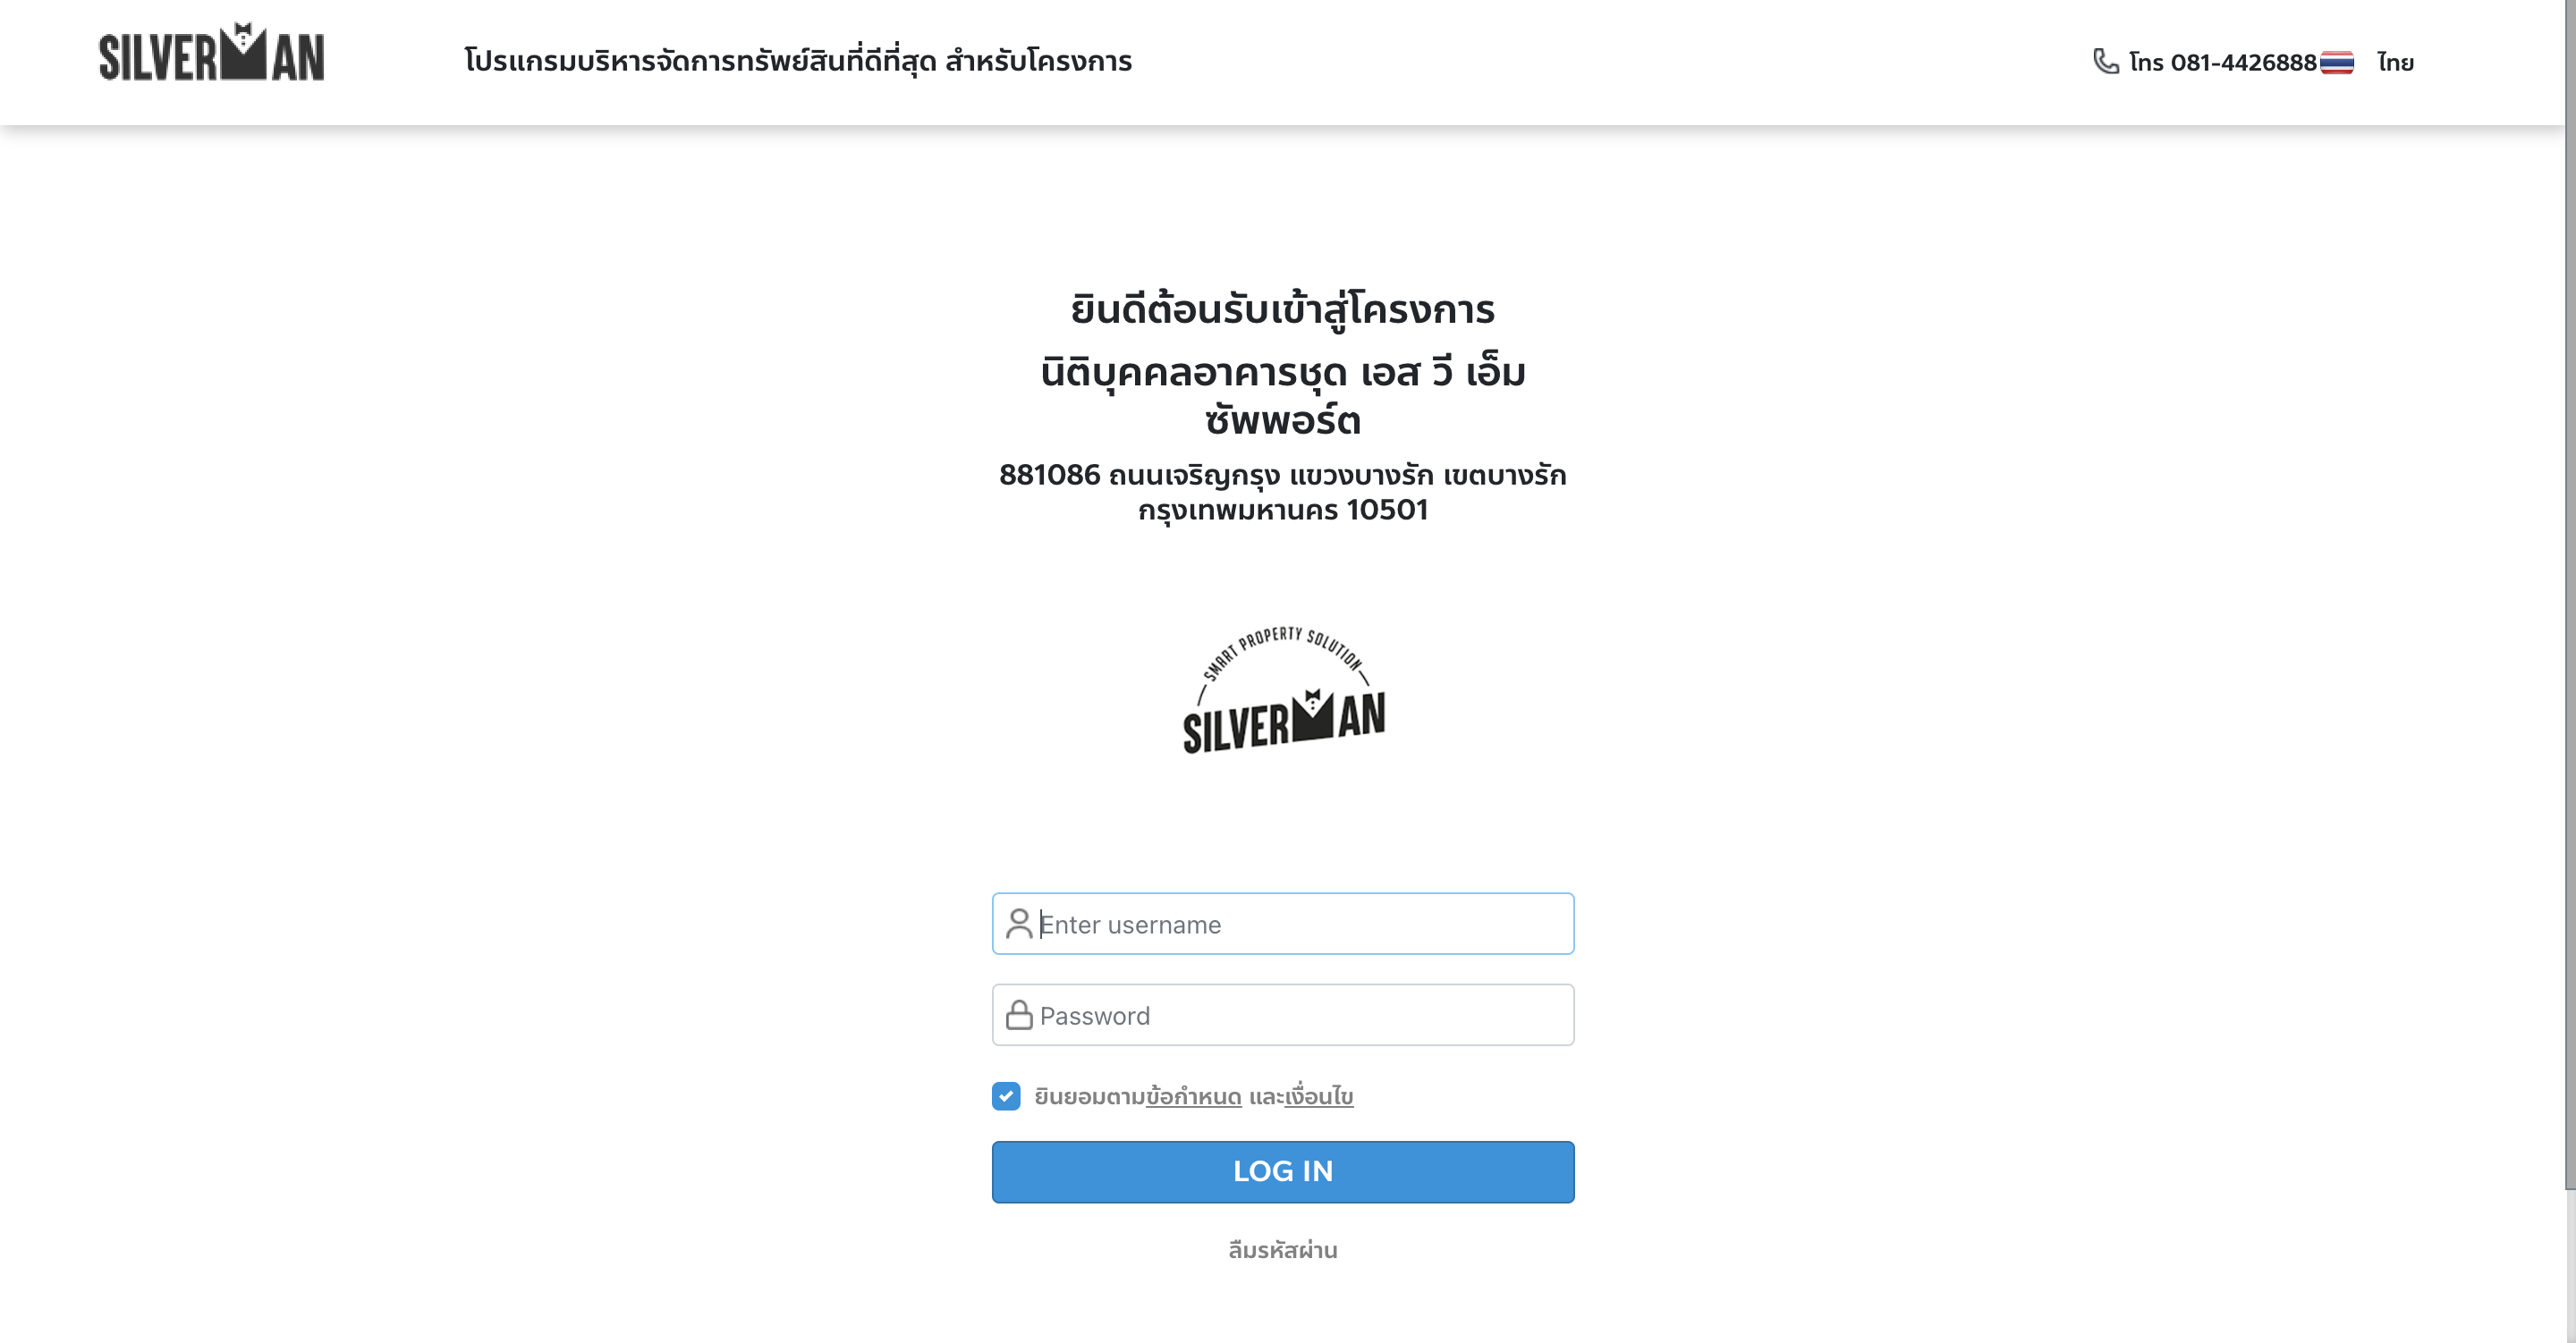 SILVERMAN
โปรแกรมบริหารจัดการทรัพย์สินที่ดีที่สุด สำหรับโครงการ
โทร 081-4426888
ไทย
ยินดีต้อนรับเข้าสู่โครงการ
นิติบุคคลอาคารชุด เอส วี เอ็ม
ซัพพอร์ต
881086 ถนนเจริญกรุง แขวงบางรัก เขตบางรัก
กรุงเทพมหานคร 10501
SMART PROPERTY SOLUTION
SILVERMAN
Enter username
Password
ยินยอมตามข้อกำหนด และเงื่อนไข
LOG IN
ลืมรหัสผ่าน